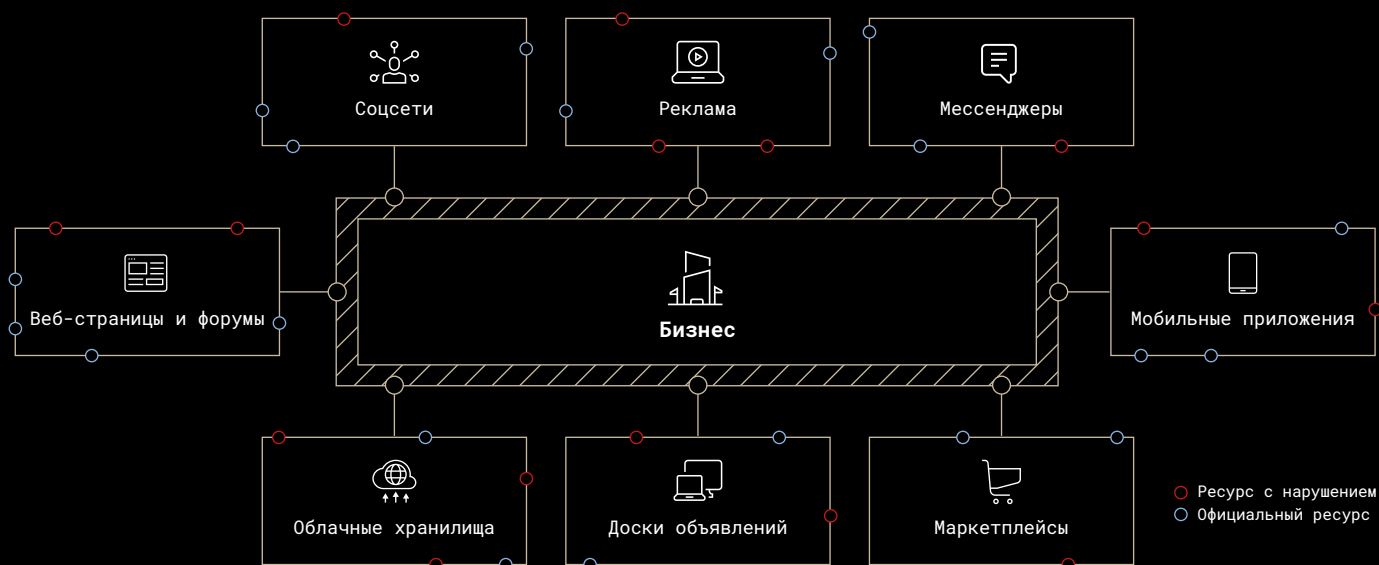 Соцсети
Реклама
Мессенджеры
Веб-страницы и форумы
Бизнес
Мобильные приложения
Облачные хранилища
Доски объявлений
Маркетплейсы
Ресурс с нарушением
Официальный ресурс